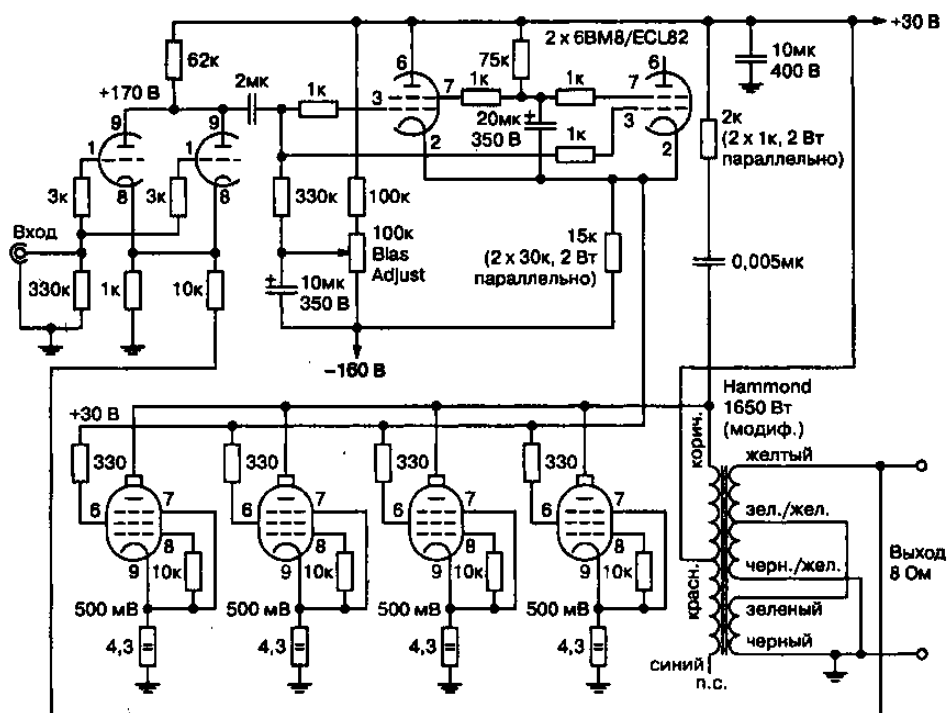 +30 В
2 x 6BM8/ECL82
62к
75к
10мк
400 В
6
6
+170 В
2мк
1к
1к
1к
7
7
3
3
9
9
1
1
20мк
350 В
2
2
2к
(2 x 1к, 2 Вт
параллельно)
1к
8
8
3к
3к
330к
100к
Вход
100к
Bias
Adjust
15к
(2 x 30к, 2 Вт
параллельно)
0,005мк
330к
1к
10к
10мк
350 В
–160 В
Hammond
1650 Вт
(модиф.)
+30 В
корич.
330
330
330
330
желтый
7
7
7
7
6
6
6
6
зел./жел.
8
8
8
8
Выход
8 Ом
9
9
9
9
10к
10к
10к
10к
черн./жел.
красн.
500 мВ
500 мВ
500 мВ
500 мВ
зеленый
4,3
4,3
4,3
4,3
черный
синий
п.с.